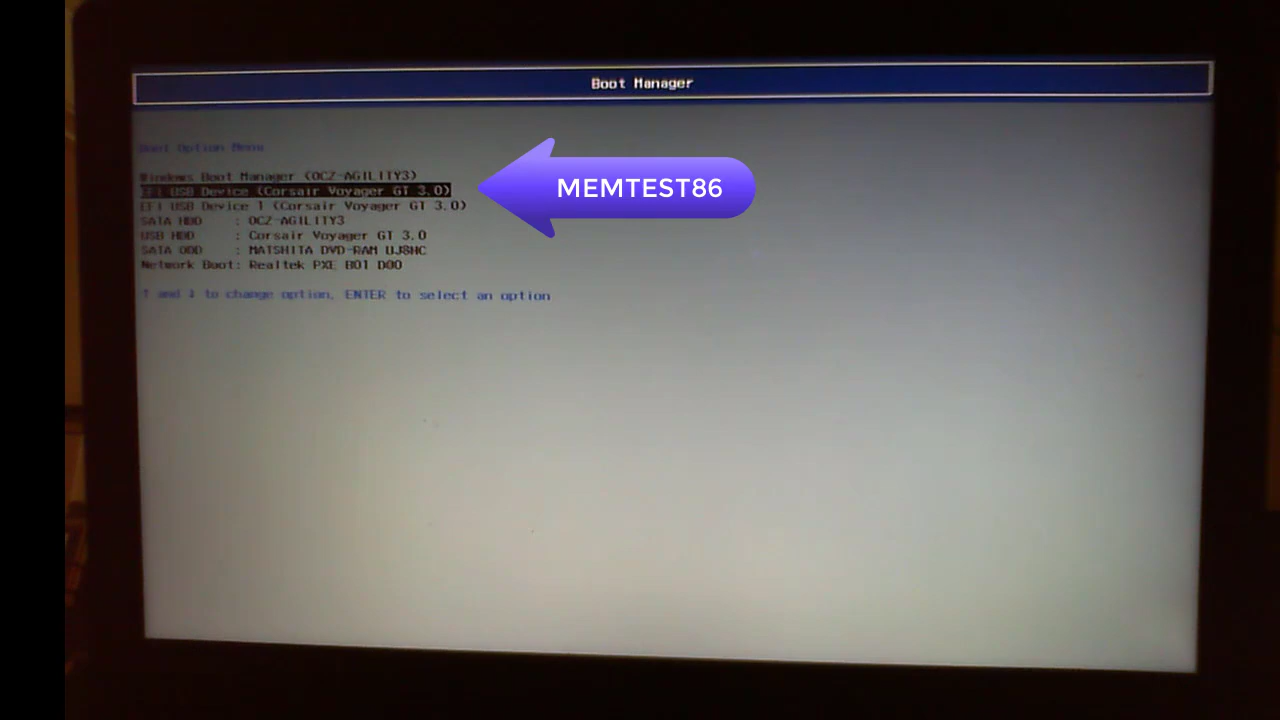 Boot Manager
Boot Option Menu
Windows Boot Manager (OCZ-AGILITY3)
EFI USB Device (Corsair Voyager GT 3.0)
MEMTEST86
EFI USB Device 1 (Corsair Voyager GT 3.0)
SATA HDD : OCZ-AGILITY3
USB HDD : Corsair Voyager GT 3.0
SATA ODD : MATSHITA DVD-RAM UJ8HC
Network Boot: Realtek PXE B01 D00
↑ and ↓ to change option, ENTER to select an option